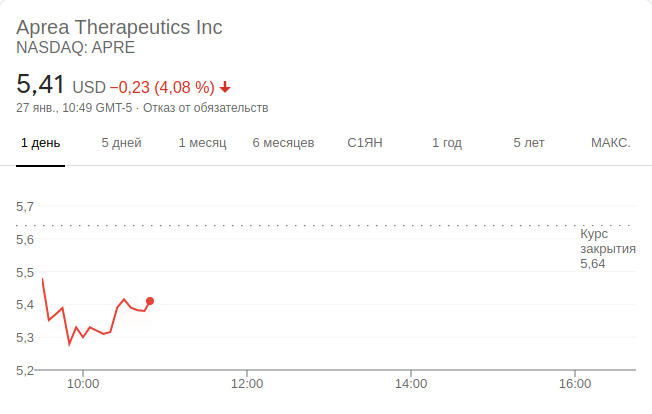 Aprea Therapeutics Inc
NASDAQ: APRE
5,41 USD −0,23 (4,08 %)
27 янв., 10:49 GMT-5 · Отказ от обязательств
1 день 5 дней 1 месяц 6 месяцев С1ЯН 1 год 5 лет МАКС.
5,7
5,6
5,5
5,4
5,3
5,2
Курс
закрытия
5,64
10:00 12:00 14:00 16:00